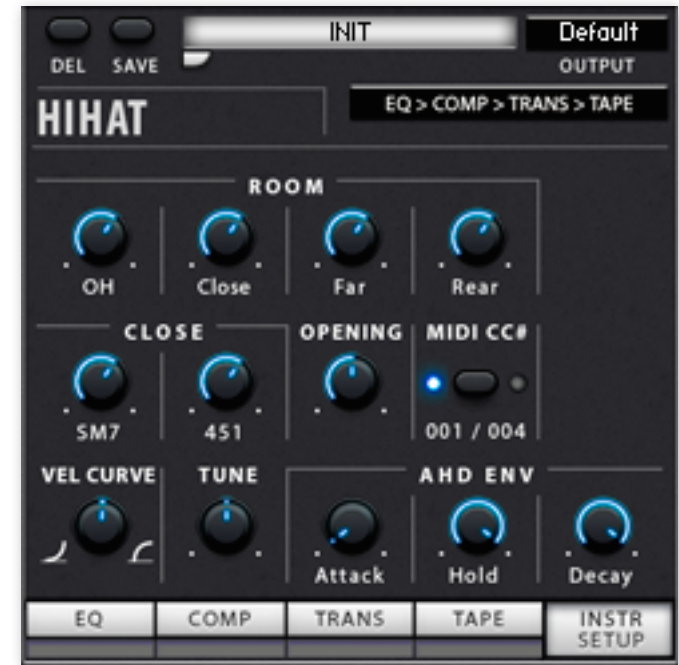 INIT
Default
DEL SAVE
OUTPUT
HIHAT
EQ > COMP > TRANS > TAPE
ROOM
OH Close Far Rear
CLOSE OPENING MIDI CC#
SM7 451 001 / 004
VEL CURVE TUNE AHD ENV
Attack Hold Decay
EQ COMP TRANS TAPE INSTR
SETUP